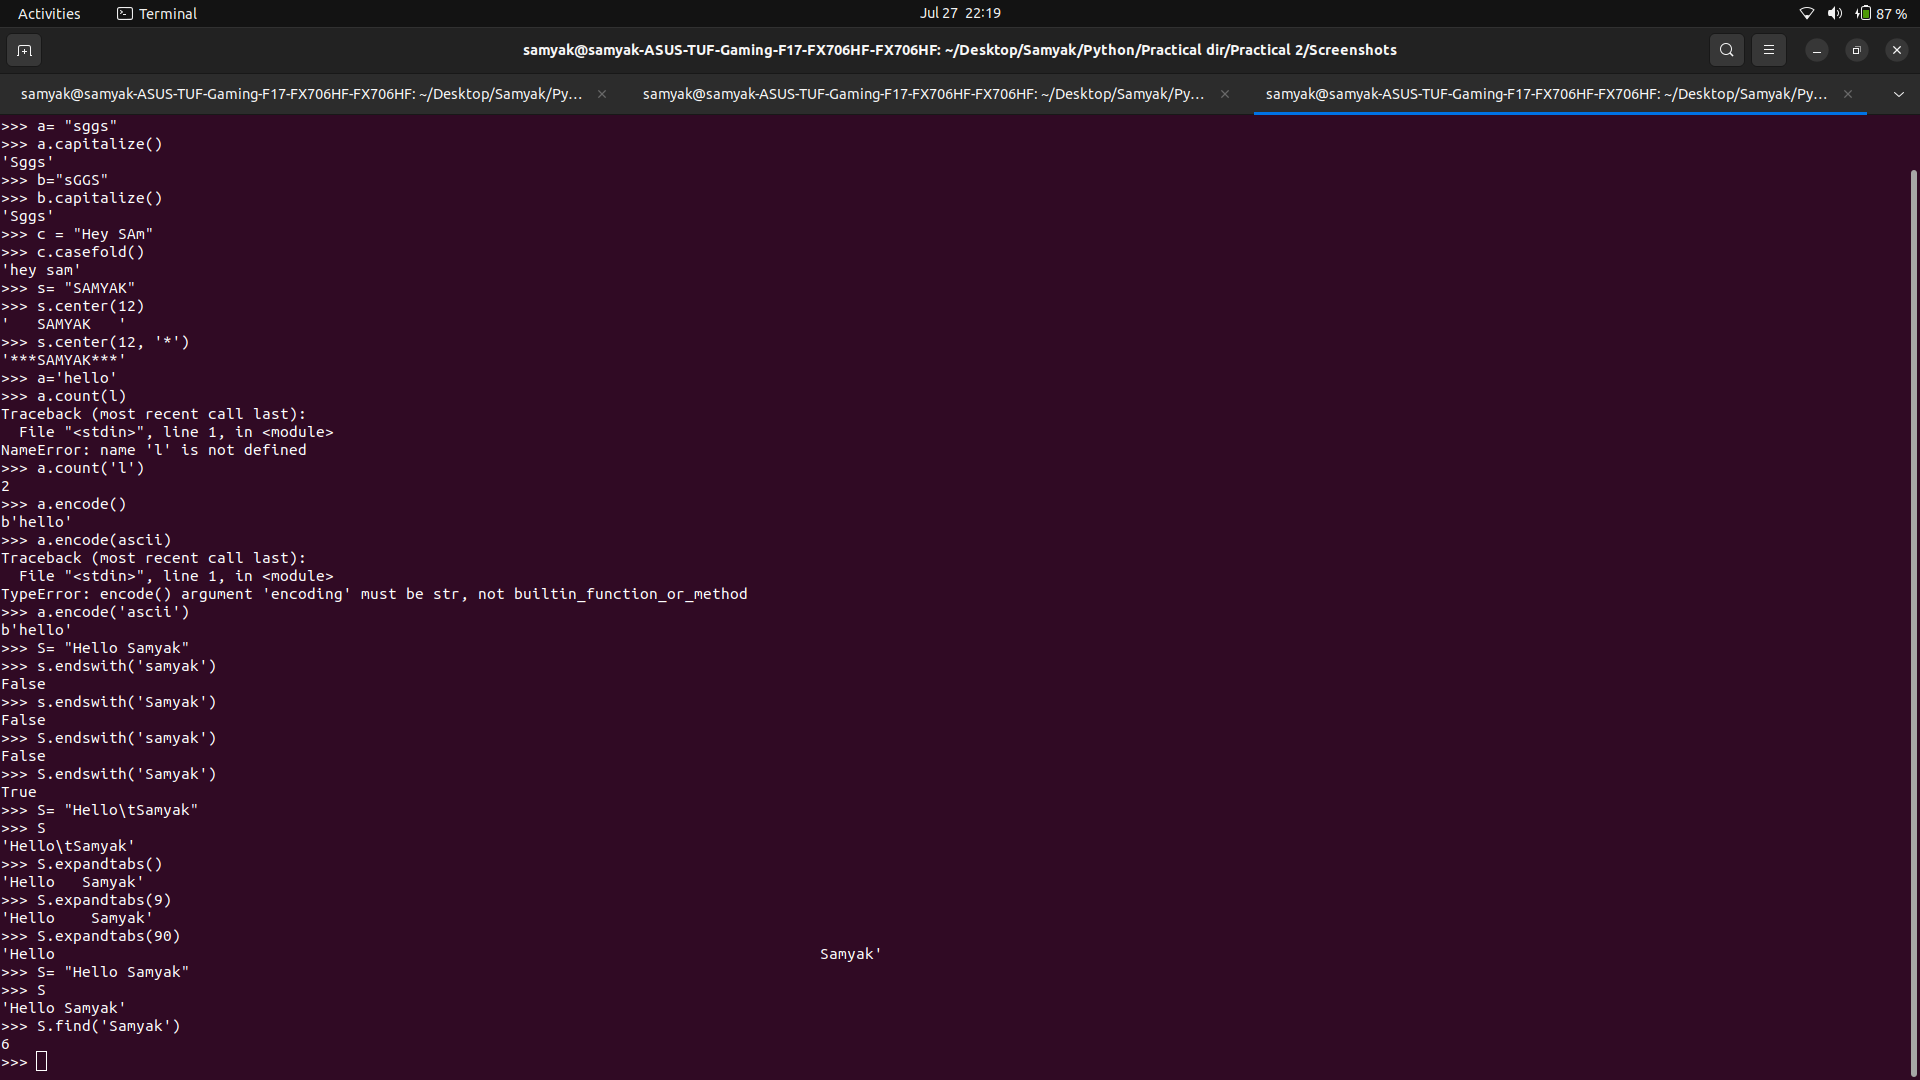 Activities Terminal Jul 27 22:19 87 %
samyak@samyak-ASUS-TUF-Gaming-F17-FX706HF-FX706HF: ~/Desktop/Samyak/Python/Practical dir/Practical 2/Screenshots
samyak@samyak-ASUS-TUF-Gaming-F17-FX706HF-FX706HF: ~/Desktop/Samyak/Py... samyak@samyak-ASUS-TUF-Gaming-F17-FX706HF-FX706HF: ~/Desktop/Samyak/Py... samyak@samyak-ASUS-TUF-Gaming-F17-FX706HF-FX706HF: ~/Desktop/Samyak/Py...
>>> a= "sggs"
>>> a.capitalize()
'Sggs'
>>> b="sGGS"
>>> b.capitalize()
'Sggs'
>>> c = "Hey SAm"
>>> c.casefold()
'hey sam'
>>> s= "SAMYAK"
>>> s.center(12)
'   SAMYAK   '
>>> s.center(12, '*')
'***SAMYAK***'
>>> a='hello'
>>> a.count(l)
Traceback (most recent call last):
  File "<stdin>", line 1, in <module>
NameError: name 'l' is not defined
>>> a.count('l')
2
>>> a.encode()
b'hello'
>>> a.encode(ascii)
Traceback (most recent call last):
  File "<stdin>", line 1, in <module>
TypeError: encode() argument 'encoding' must be str, not builtin_function_or_method
>>> a.encode('ascii')
b'hello'
>>> S= "Hello Samyak"
>>> s.endswith('samyak')
False
>>> s.endswith('Samyak')
False
>>> S.endswith('samyak')
False
>>> S.endswith('Samyak')
True
>>> S= "Hello\tSamyak"
>>> S
'Hello\tSamyak'
>>> S.expandtabs()
'Hello   Samyak'
>>> S.expandtabs(9)
'Hello    Samyak'
>>> S.expandtabs(90)
'Hello                                                                                     Samyak'
>>> S= "Hello Samyak"
>>> S
'Hello Samyak'
>>> S.find('Samyak')
6
>>>